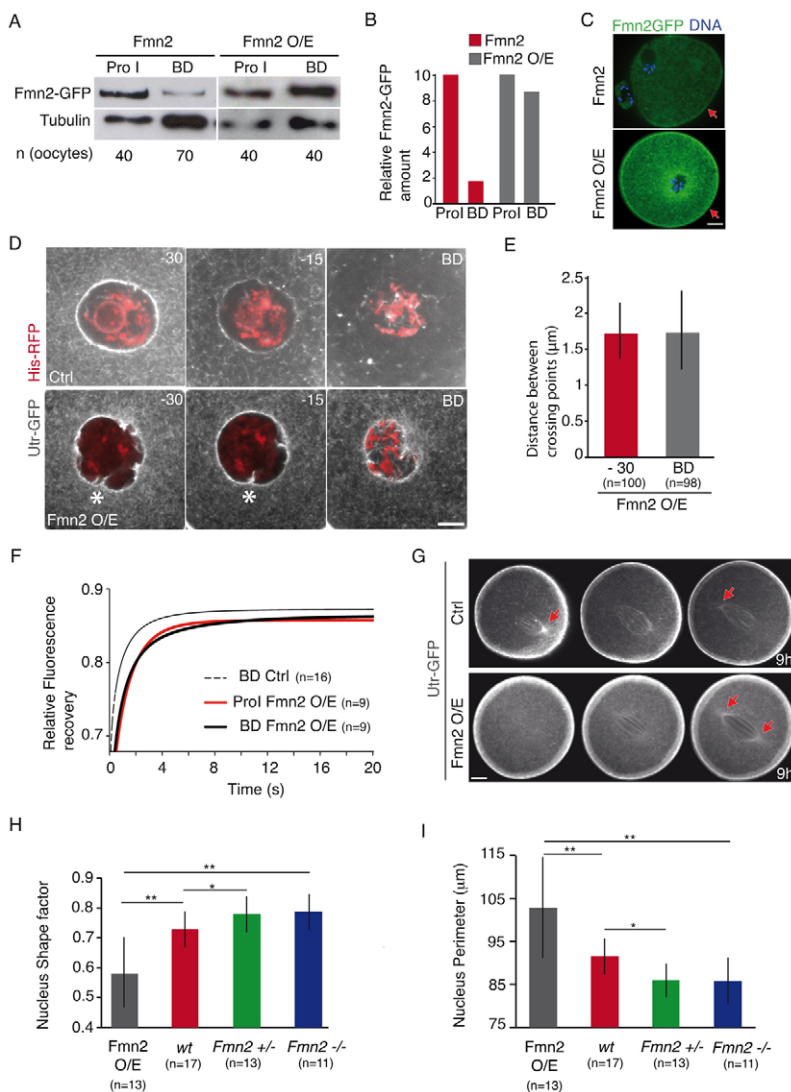 A
Fmn2 Fmn2 O/E
Pro I BD Pro I BD
Fmn2-GFP
Tubulin
n (oocytes) 40 70 40 40
B
Fmn2
Fmn2 O/E
Relative Fmn2-GFP
amount
10
8
6
4
2
0
ProI BD ProI BD
C
Fmn2GFP DNA
Fmn2
Fmn2 O/E
D
His-RFP
Utr-GFP
-30 -15 BD
Ctrl
-30 -15 BD
* *
Fmn2 O/E
E
Distance between
crossing points (µm)
2.5
2
1.5
1
0.5
0
- 30 BD
(n=100) (n=98)
Fmn2 O/E
F
Relative Fluorescence
recovery
0.9
0.8
0.7
BD Ctrl (n=16)
ProI Fmn2 O/E (n=9)
BD Fmn2 O/E (n=9)
0 4 8 12 16 20
Time (s)
G
Utr-GFP
Ctrl
9h
Fmn2 O/E
9h
H
Nucleus Shape factor
0.9
0.8
0.7
0.6
0.5
0.4
**
** *
Fmn2 O/E wt Fmn2 +/- Fmn2 -/-
(n=13) (n=17) (n=13) (n=11)
I
Nucleus Perimeter (µm)
115
105
95
85
75
**
**
*
Fmn2 O/E wt Fmn2 +/- Fmn2 -/-
(n=13) (n=17) (n=13) (n=11)